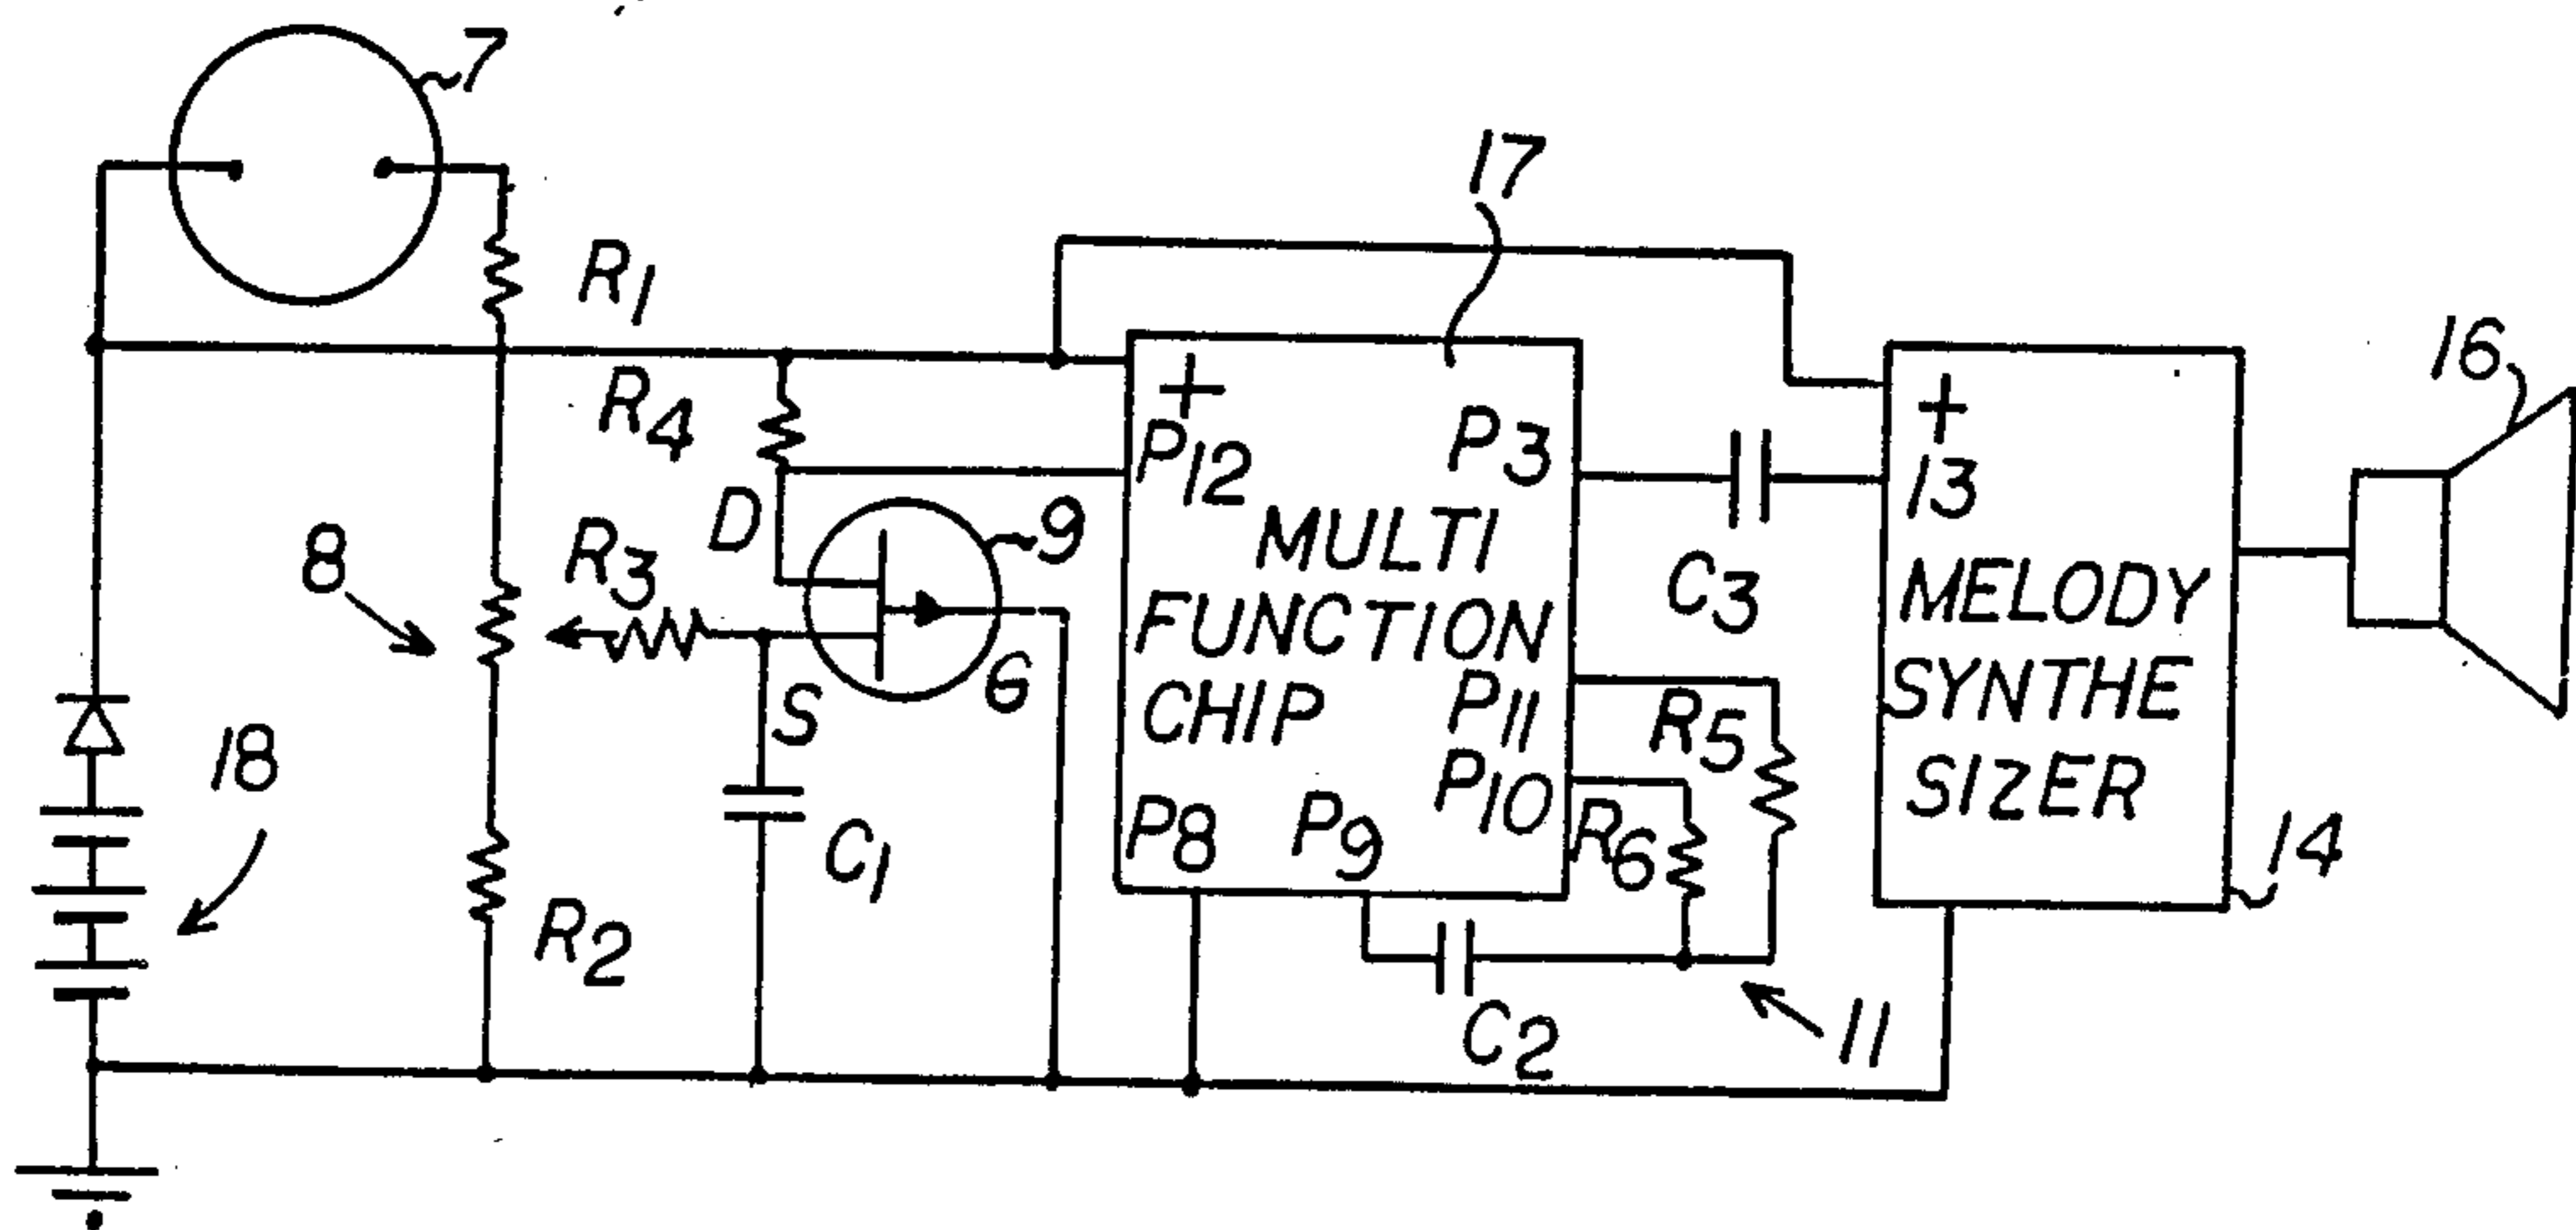 7
17
R1
16
R4
+
P12
P3
+
13
D
9
8
R3
MULTI
FUNCTION
CHIP
C3
MELODY
SYNTHE
SIZER
G
S
P11
R5
P10
18
P8
P9
R6
C1
14
R2
C2
11